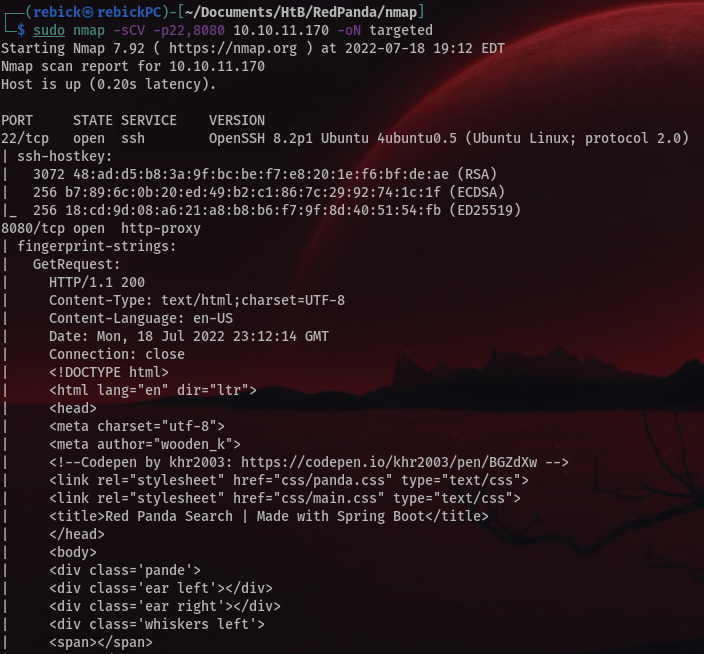 ┌──(rebick㉿rebickPC)-[~/Documents/HtB/RedPanda/nmap]
└─$ sudo nmap -sCV -p22,8080 10.10.11.170 -oN targeted
Starting Nmap 7.92 ( https://nmap.org ) at 2022-07-18 19:12 EDT
Nmap scan report for 10.10.11.170
Host is up (0.20s latency).

PORT     STATE SERVICE    VERSION
22/tcp   open  ssh        OpenSSH 8.2p1 Ubuntu 4ubuntu0.5 (Ubuntu Linux; protocol 2.0)
| ssh-hostkey:
|   3072 48:ad:d5:b8:3a:9f:bc:be:f7:e8:20:1e:f6:bf:de:ae (RSA)
|   256 b7:89:6c:0b:20:ed:49:b2:c1:86:7c:29:92:74:1c:1f (ECDSA)
|_  256 18:cd:9d:08:a6:21:a8:b8:b6:f7:9f:8d:40:51:54:fb (ED25519)
8080/tcp open  http-proxy
| fingerprint-strings:
|   GetRequest:
|     HTTP/1.1 200
|     Content-Type: text/html;charset=UTF-8
|     Content-Language: en-US
|     Date: Mon, 18 Jul 2022 23:12:14 GMT
|     Connection: close
|     <!DOCTYPE html>
|     <html lang="en" dir="ltr">
|     <head>
|     <meta charset="utf-8">
|     <meta author="wooden_k">
|     <!--Codepen by khr2003: https://codepen.io/khr2003/pen/BGZdXw -->
|     <link rel="stylesheet" href="css/panda.css" type="text/css">
|     <link rel="stylesheet" href="css/main.css" type="text/css">
|     <title>Red Panda Search | Made with Spring Boot</title>
|     </head>
|     <body>
|     <div class='pande'>
|     <div class='ear left'></div>
|     <div class='ear right'></div>
|     <div class='whiskers left'>
|     <span></span>